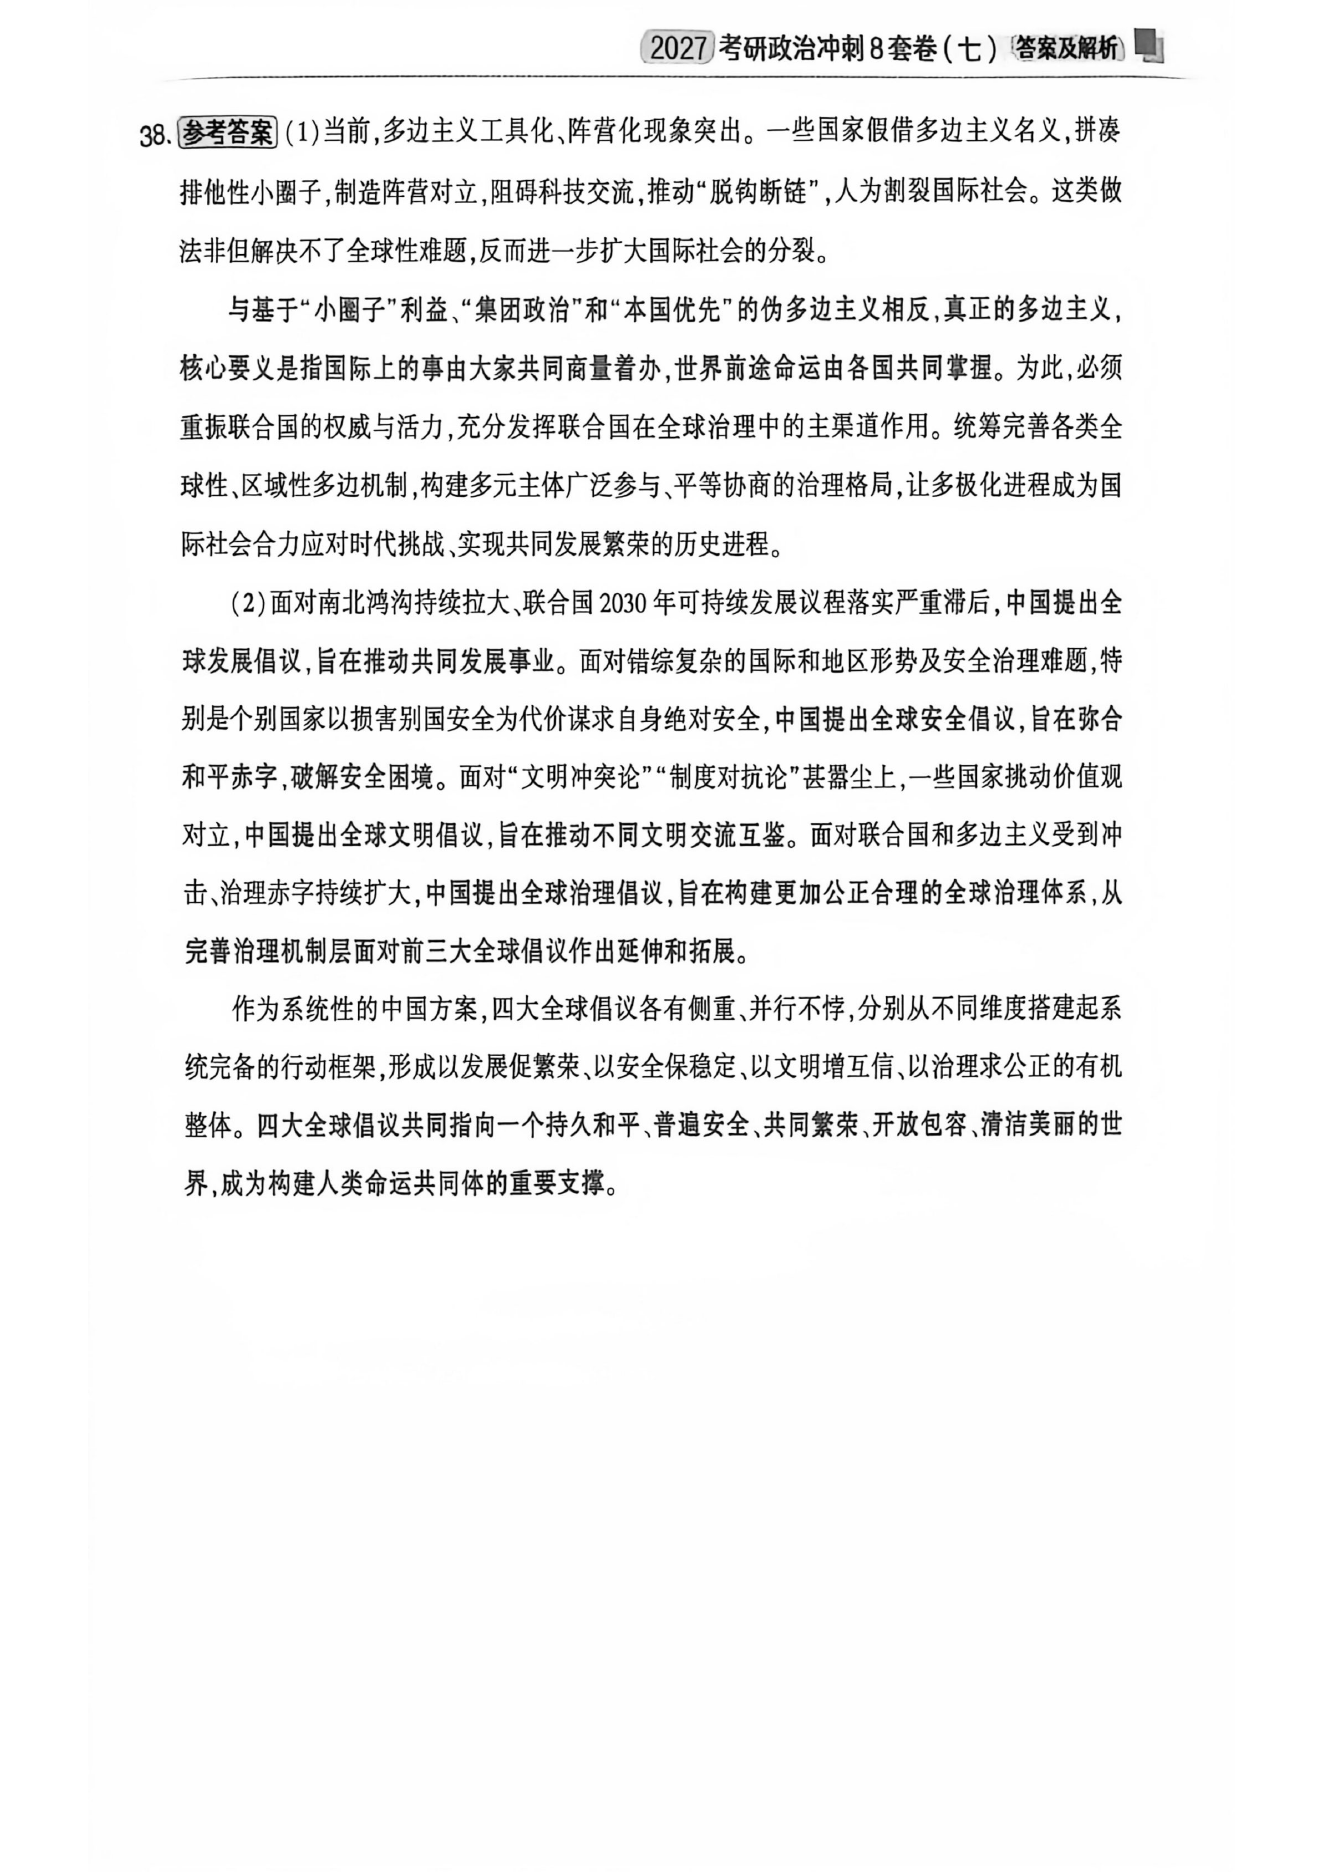 2027 考研政治冲刺8套卷(七) 答案及解析
38. 参考答案 (1)当前,多边主义工具化、阵营化现象突出。一些国家假借多边主义名义,拼凑
排他性小圈子,制造阵营对立,阻碍科技交流,推动“脱钩断链”,人为割裂国际社会。这类做
法非但解决不了全球性难题,反而进一步扩大国际社会的分裂。
与基于“小圈子”利益、“集团政治”和“本国优先”的伪多边主义相反,真正的多边主义,
核心要义是指国际上的事由大家共同商量着办,世界前途命运由各国共同掌握。为此,必须
重振联合国的权威与活力,充分发挥联合国在全球治理中的主渠道作用。统筹完善各类全
球性、区域性多边机制,构建多元主体广泛参与、平等协商的治理格局,让多极化进程成为国
际社会合力应对时代挑战、实现共同发展繁荣的历史进程。
(2)面对南北鸿沟持续拉大、联合国2030年可持续发展议程落实严重滞后,中国提出全
球发展倡议,旨在推动共同发展事业。面对错综复杂的国际和地区形势及安全治理难题,特
别是个别国家以损害别国安全为代价谋求自身绝对安全,中国提出全球安全倡议,旨在弥合
和平赤字,破解安全困境。面对“文明冲突论”“制度对抗论”甚嚣尘上,一些国家挑动价值观
对立,中国提出全球文明倡议,旨在推动不同文明交流互鉴。面对联合国和多边主义受到冲
击、治理赤字持续扩大,中国提出全球治理倡议,旨在构建更加公正合理的全球治理体系,从
完善治理机制层面对前三大全球倡议作出延伸和拓展。
作为系统性的中国方案,四大全球倡议各有侧重、并行不悖,分别从不同维度搭建起系
统完备的行动框架,形成以发展促繁荣、以安全保稳定、以文明增互信、以治理求公正的有机
整体。四大全球倡议共同指向一个持久和平、普遍安全、共同繁荣、开放包容、清洁美丽的世
界,成为构建人类命运共同体的重要支撑。